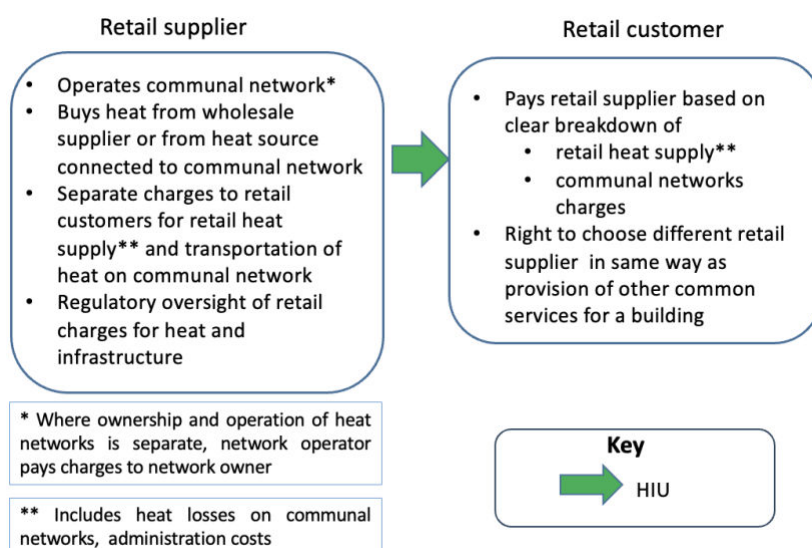 Retail supplier
• Operates communal network*
• Buys heat from wholesale
supplier or from heat source
connected to communal network
• Separate charges to retail
customers for retail heat
supply** and transportation of
heat on communal network
• Regulatory oversight of retail
charges for heat and
infrastructure
* Where ownership and operation of heat
networks is separate, network operator
pays charges to network owner
** Includes heat losses on communal
networks, administration costs
Retail customer
• Pays retail supplier based on
clear breakdown of
• retail heat supply**
• communal networks
charges
• Right to choose different retail
supplier in same way as
provision of other common
services for a building
Key
HIU